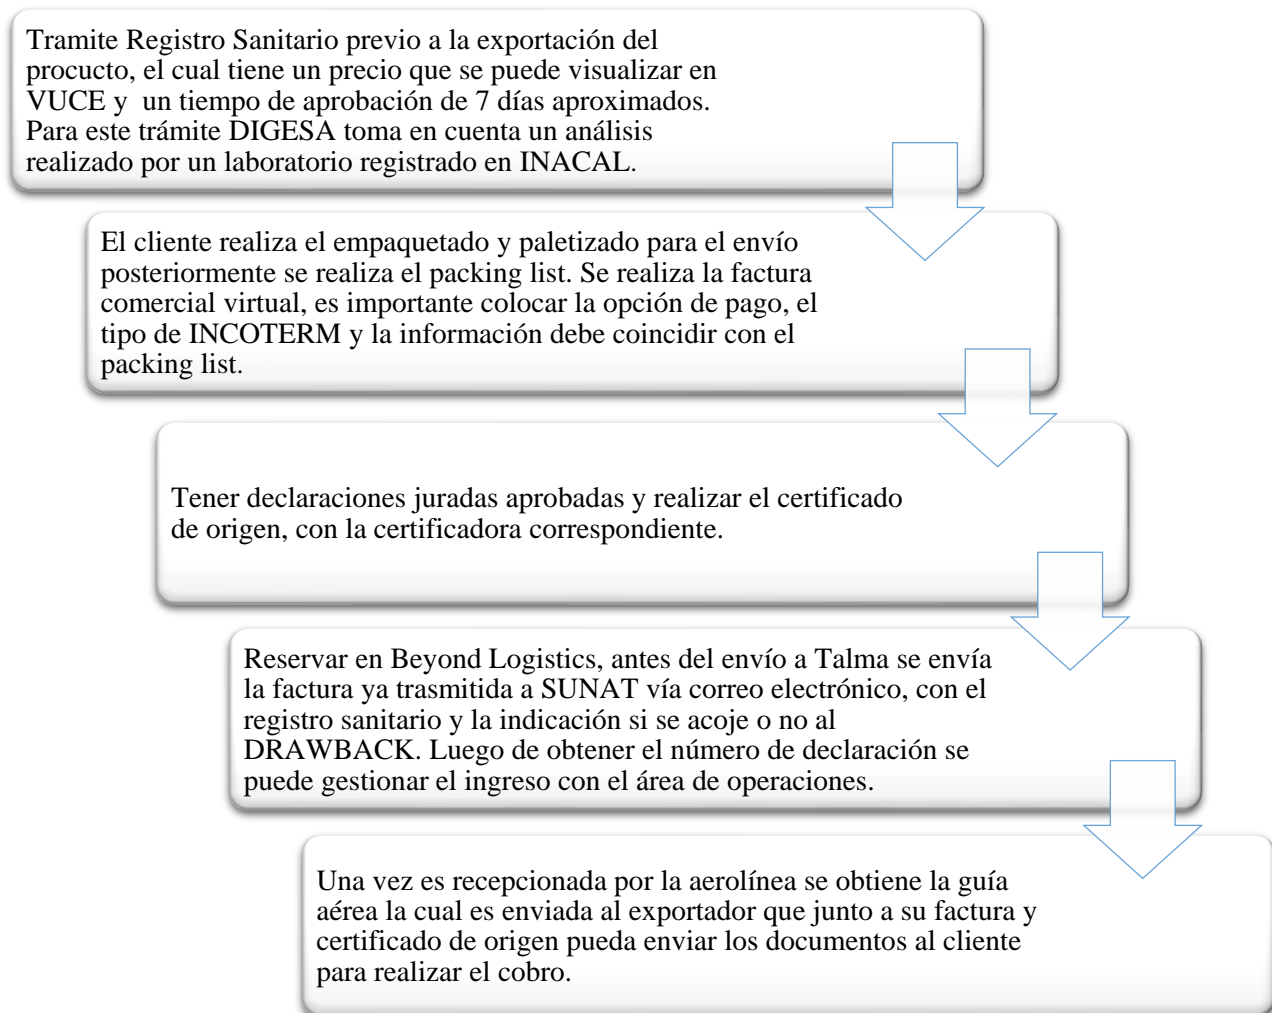 Tramite Registro Sanitario previo a la exportación del
procucto, el cual tiene un precio que se puede visualizar en
VUCE y un tiempo de aprobación de 7 días aproximados.
Para este trámite DIGESA toma en cuenta un análisis
realizado por un laboratorio registrado en INACAL.
El cliente realiza el empaquetado y paletizado para el envío
posteriormente se realiza el packing list. Se realiza la factura
comercial virtual, es importante colocar la opción de pago, el
tipo de INCOTERM y la información debe coincidir con el
packing list.
Tener declaraciones juradas aprobadas y realizar el certificado
de origen, con la certificadora correspondiente.
Reservar en Beyond Logistics, antes del envío a Talma se envía
la factura ya trasmitida a SUNAT vía correo electrónico, con el
registro sanitario y la indicación si se acoje o no al
DRAWBACK. Luego de obtener el número de declaración se
puede gestionar el ingreso con el área de operaciones.
Una vez es recepcionada por la aerolínea se obtiene la guía
aérea la cual es enviada al exportador que junto a su factura y
certificado de origen pueda enviar los documentos al cliente
para realizar el cobro.